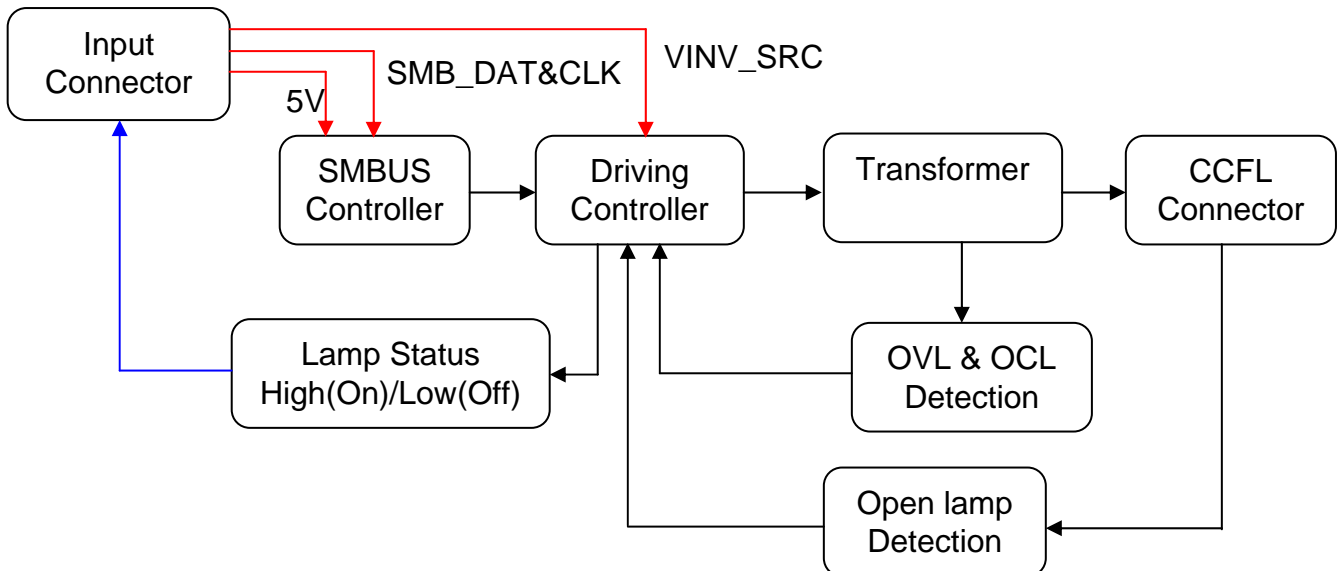 Input
Connector
VINV_SRC
SMB_DAT&CLK
5V
SMBUS
Controller
Driving
Controller
Transformer
CCFL
Connector
Lamp Status
High(On)/Low(Off)
OVL & OCL
Detection
Open lamp
Detection